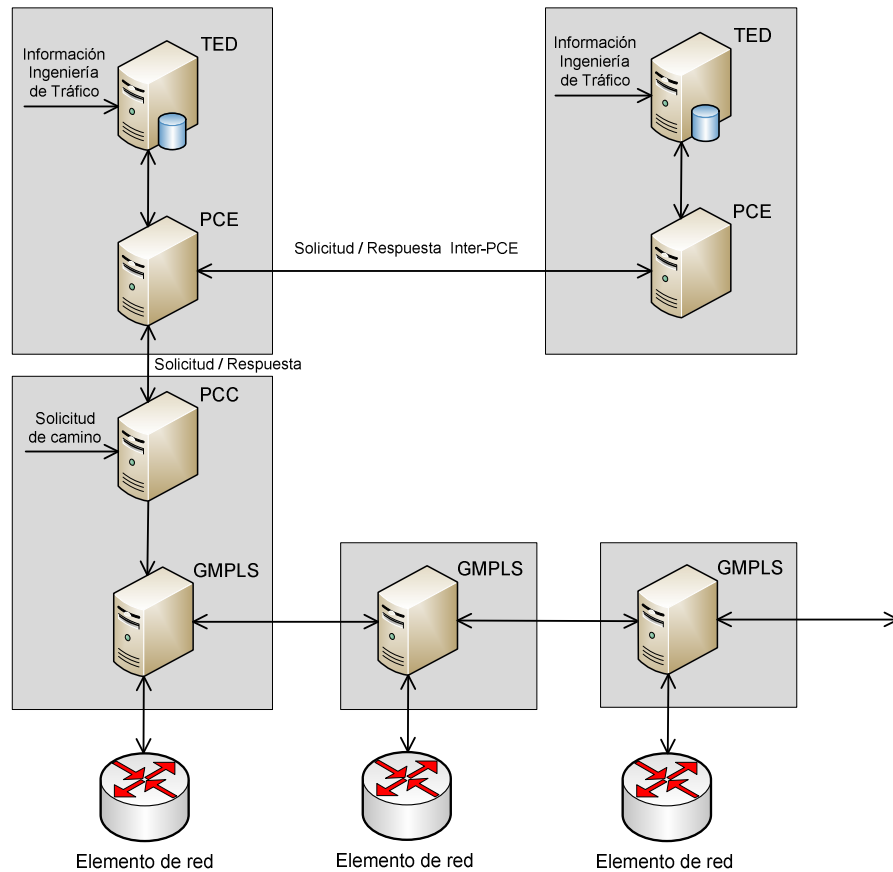 TED
Información
Ingeniería
de Tráfico
TED
Información
Ingeniería
de Tráfico
PCE
PCE
Solicitud / Respuesta Inter-PCE
Solicitud / Respuesta
PCC
Solicitud
de camino
GMPLS
GMPLS
Elemento de red
Elemento de red
Elemento de red